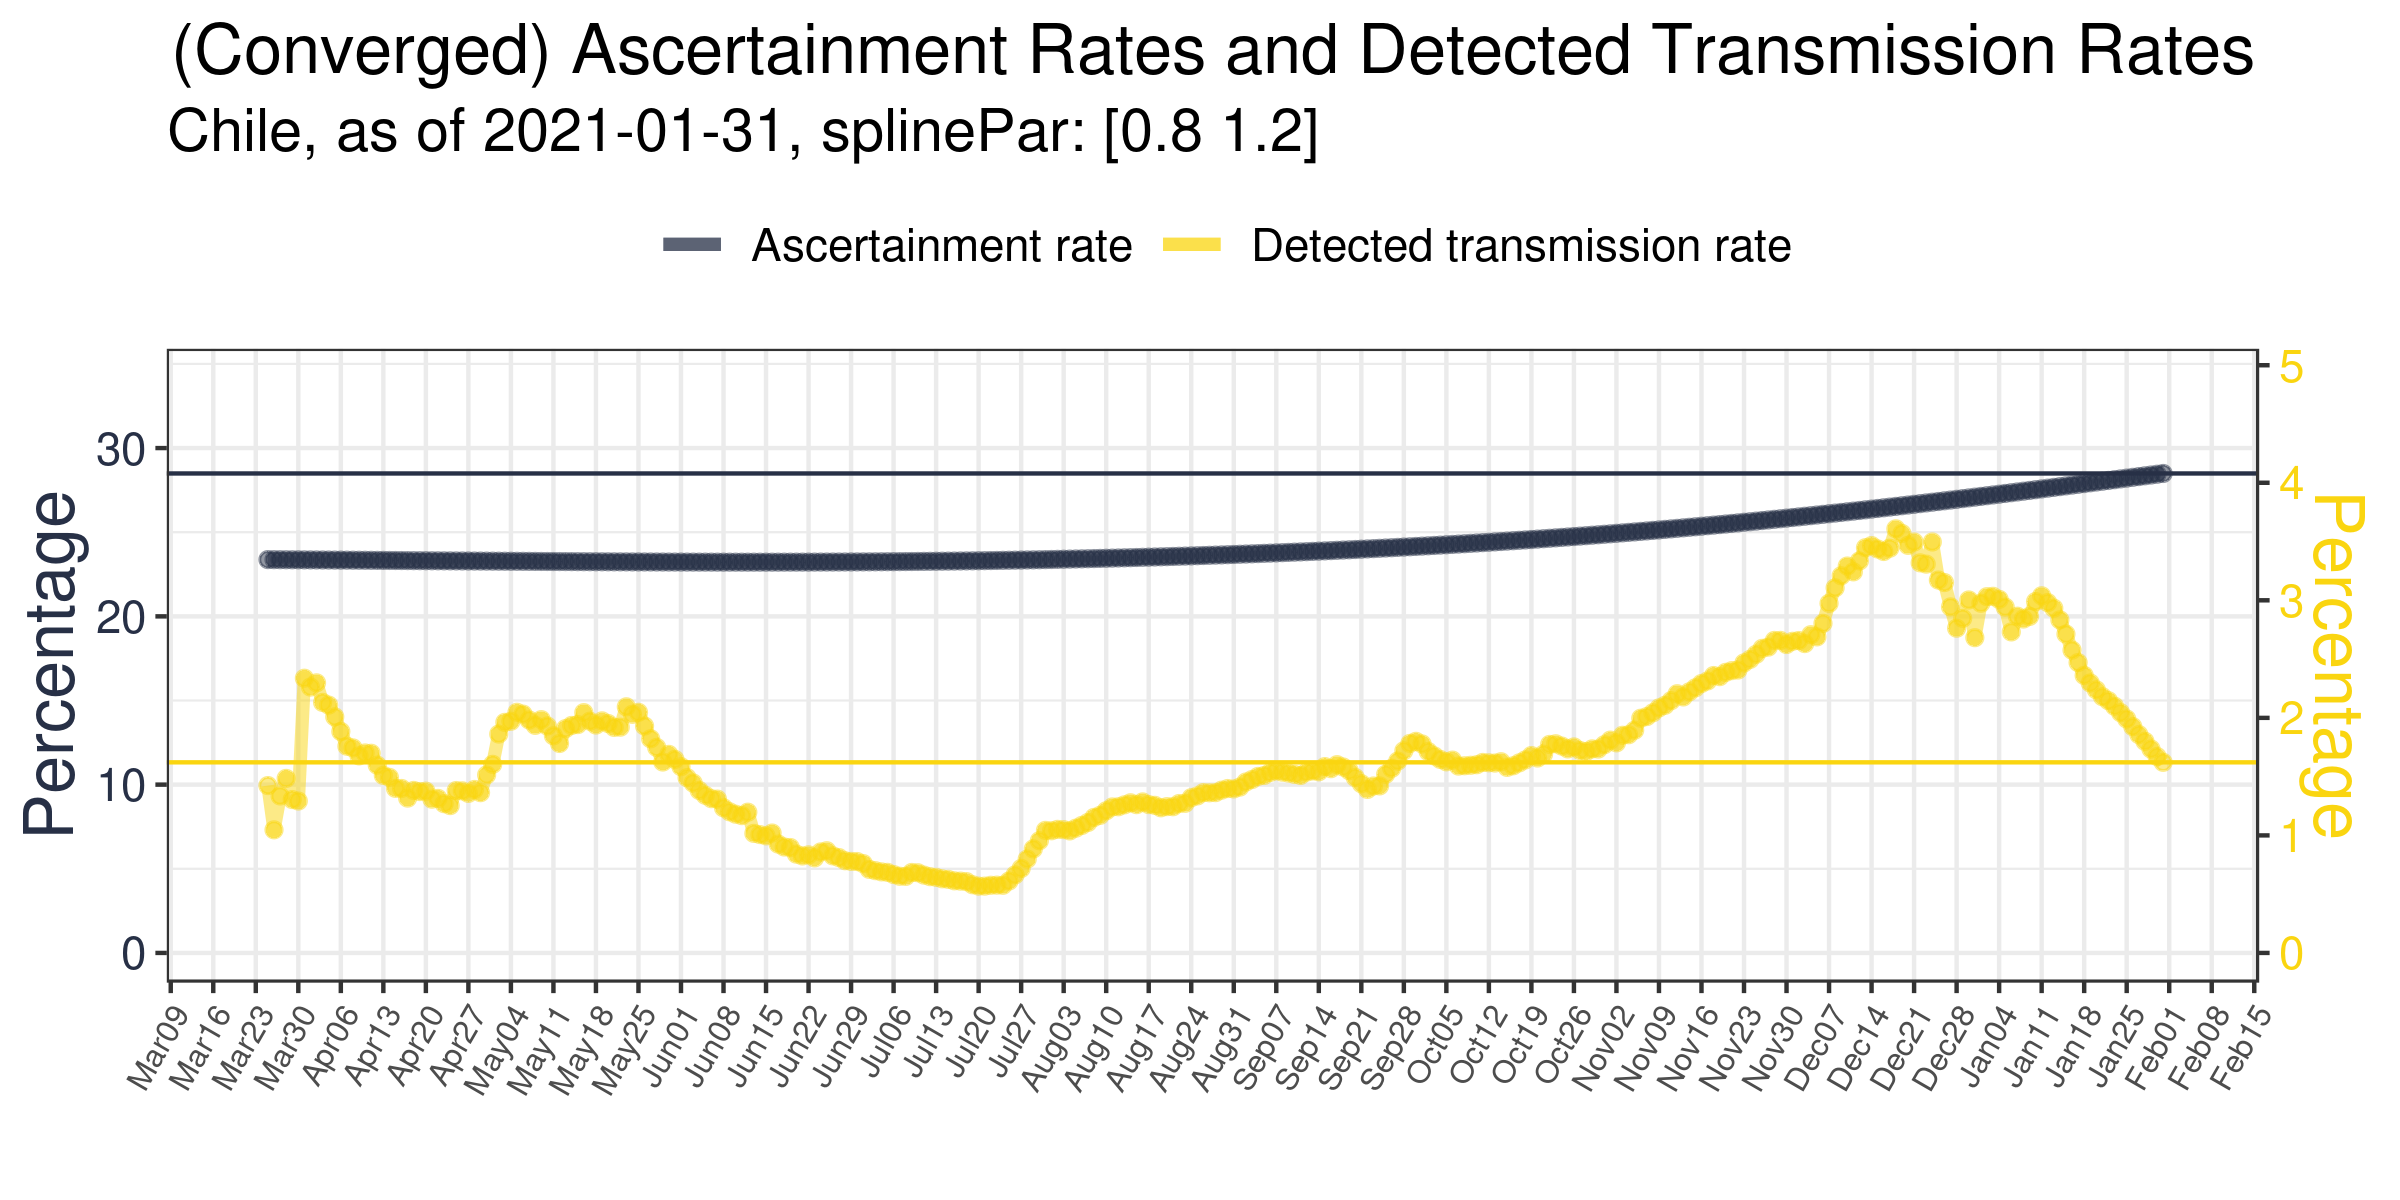 (Converged) Ascertainment Rates and Detected Transmission Rates
Chile, as of 2021-01-31, splinePar: [0.8 1.2]
Ascertainment rate
Detected transmission rate
Percentage
30
20
10
0
5
4
3
2
1
0
Percentage
Mar09
Mar16
Mar23
Mar30
Apr06
Apr13
Apr20
Apr27
May04
May11
May18
May25
Jun01
Jun08
Jun15
Jun22
Jun29
Jul06
Jul13
Jul20
Jul27
Aug03
Aug10
Aug17
Aug24
Aug31
Sep07
Sep14
Sep21
Sep28
Oct05
Oct12
Oct19
Oct26
Nov02
Nov09
Nov16
Nov23
Nov30
Dec07
Dec14
Dec21
Dec28
Jan04
Jan11
Jan18
Jan25
Feb01
Feb08
Feb15